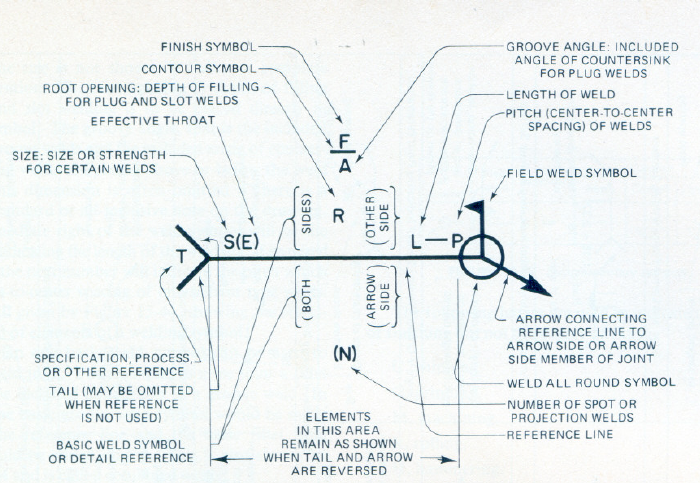 FINISH SYMBOL
CONTOUR SYMBOL
ROOT OPENING: DEPTH OF FILLING
FOR PLUG AND SLOT WELDS
EFFECTIVE THROAT
SIZE: SIZE OR STRENGTH
FOR CERTAIN WELDS
GROOVE ANGLE: INCLUDED
ANGLE OF COUNTERSINK
FOR PLUG WELDS
LENGTH OF WELD
PITCH (CENTER-TO-CENTER
SPACING) OF WELDS
FIELD WELD SYMBOL
F
A
R
SIDES)
(OTHER
SIDE
T
S(E)
L—P
(BOTH
ARROW
SIDE
(N)
SPECIFICATION, PROCESS,
OR OTHER REFERENCE
TAIL (MAY BE OMITTED
WHEN REFERENCE
IS NOT USED)
BASIC WELD SYMBOL
OR DETAIL REFERENCE
ELEMENTS
IN THIS AREA
REMAIN AS SHOWN
WHEN TAIL AND ARROW
ARE REVERSED
ARROW CONNECTING
REFERENCE LINE TO
ARROW SIDE OR ARROW
SIDE MEMBER OF JOINT
WELD ALL ROUND SYMBOL
NUMBER OF SPOT OR
PROJECTION WELDS
REFERENCE LINE